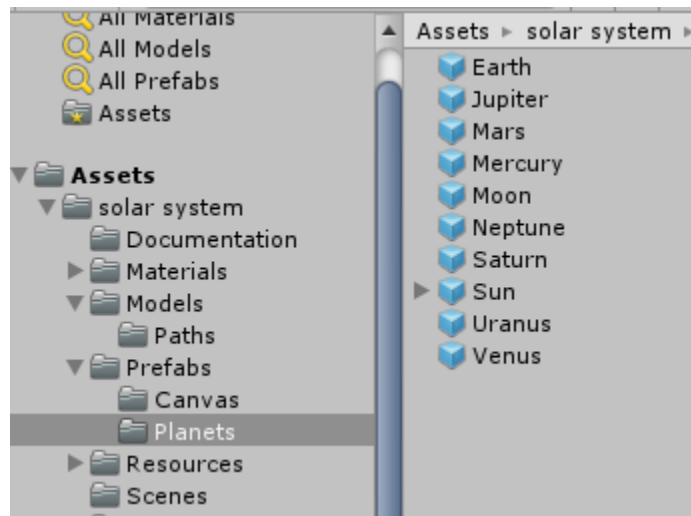 All Materials
All Models
All Prefabs
Assets
Assets
solar system
Documentation
Materials
Models
Paths
Prefabs
Canvas
Planets
Resources
Scenes
Assets ▸ solar system ▸
Earth
Jupiter
Mars
Mercury
Moon
Neptune
Saturn
Sun
Uranus
Venus